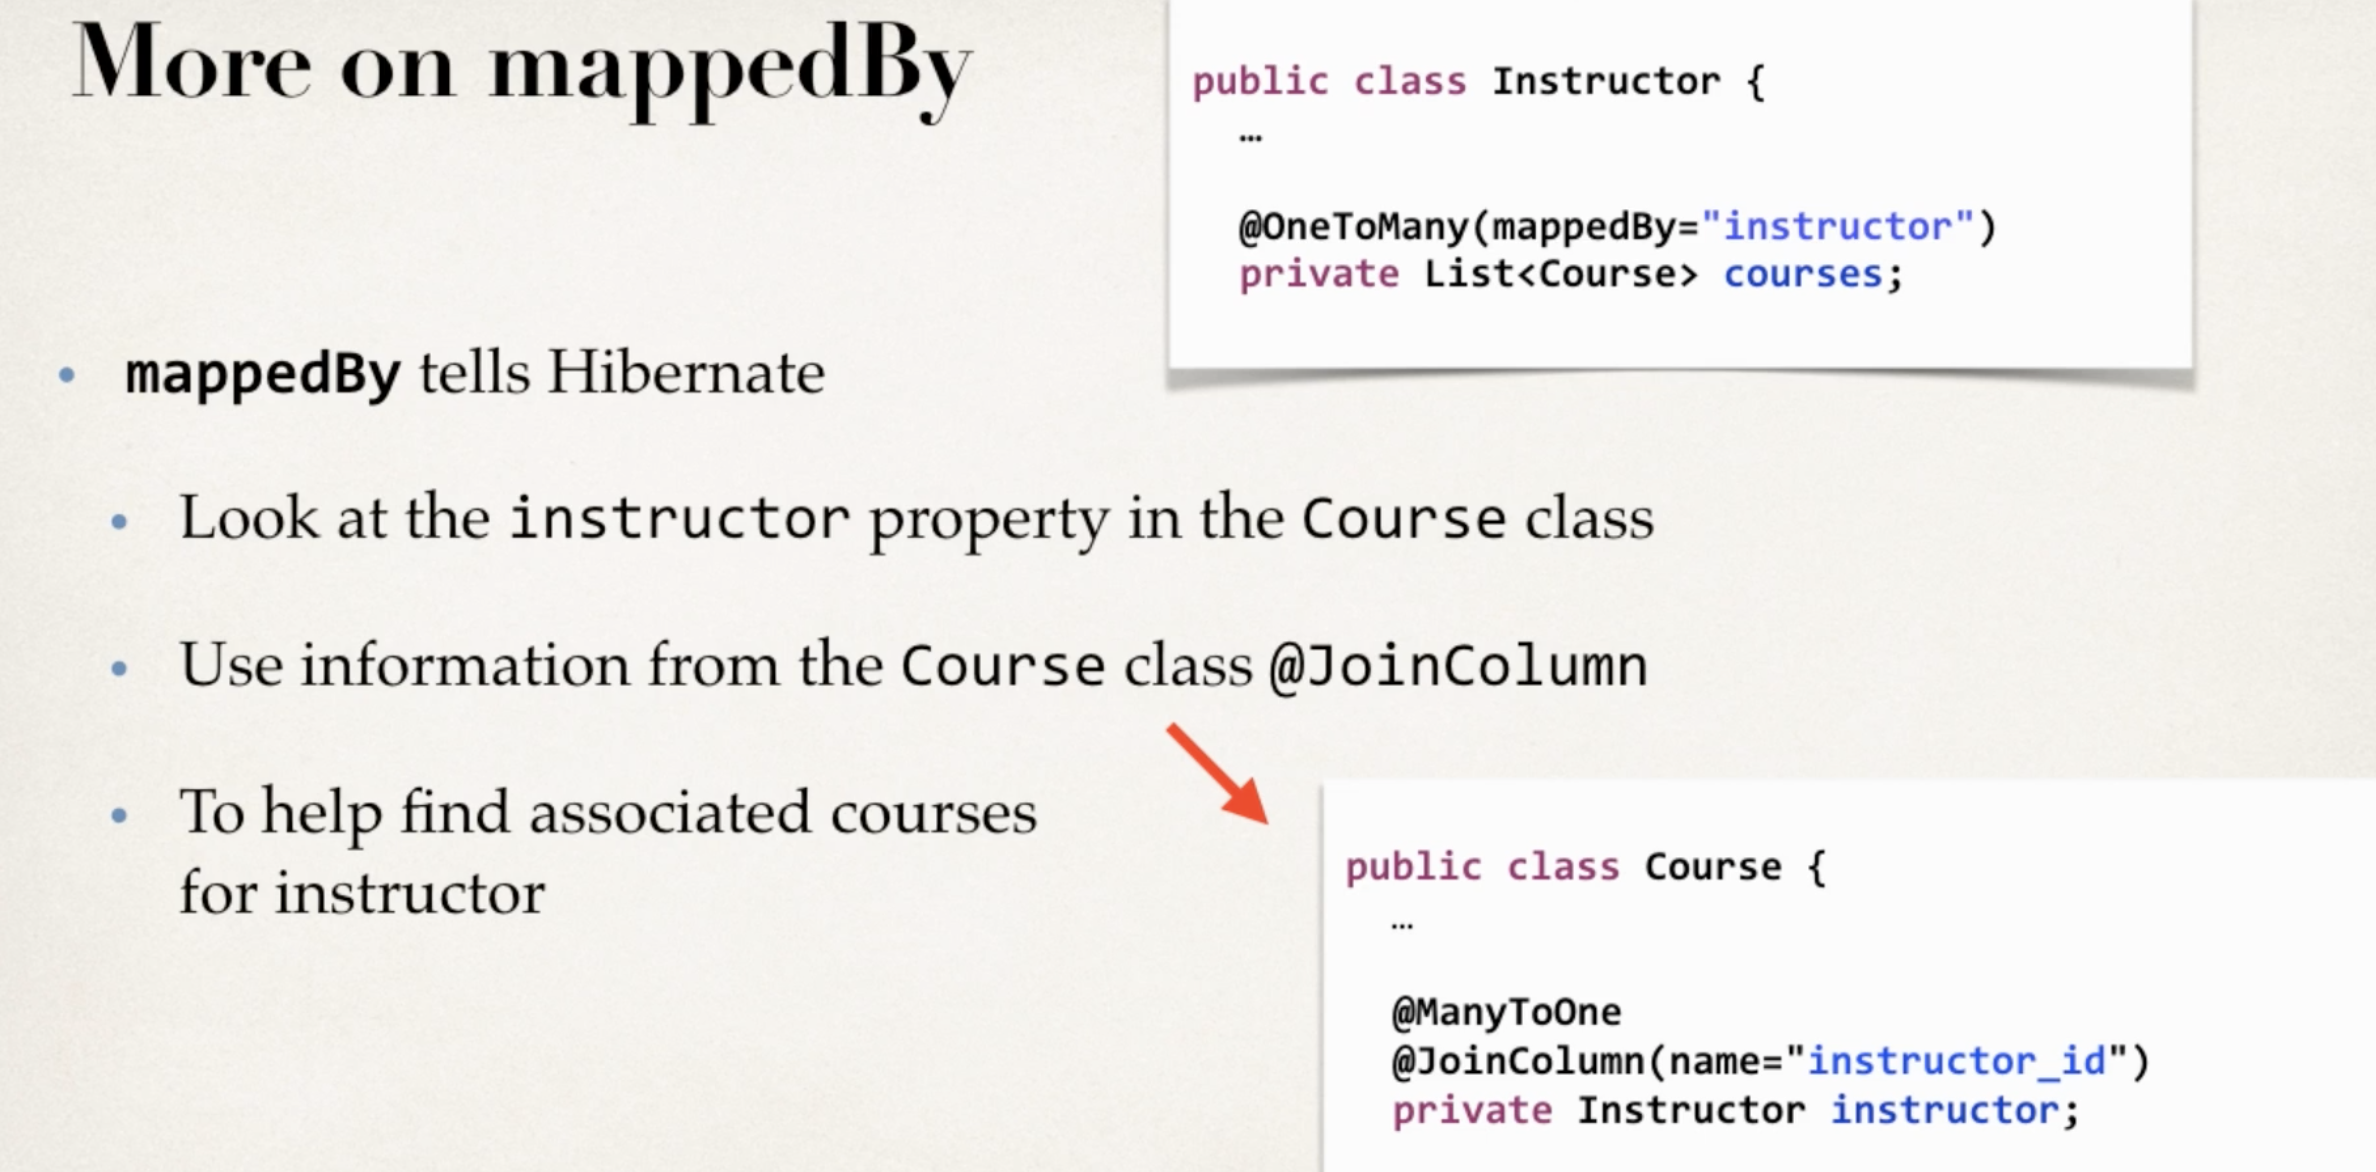 More on mappedBy
public class Instructor {
…
@OneToMany(mappedBy="instructor")
private List<Course> courses;
• mappedBy tells Hibernate
• Look at the instructor property in the Course class
• Use information from the Course class @JoinColumn
• To help find associated courses
for instructor
public class Course {
…
@ManyToOne
@JoinColumn(name="instructor_id")
private Instructor instructor;